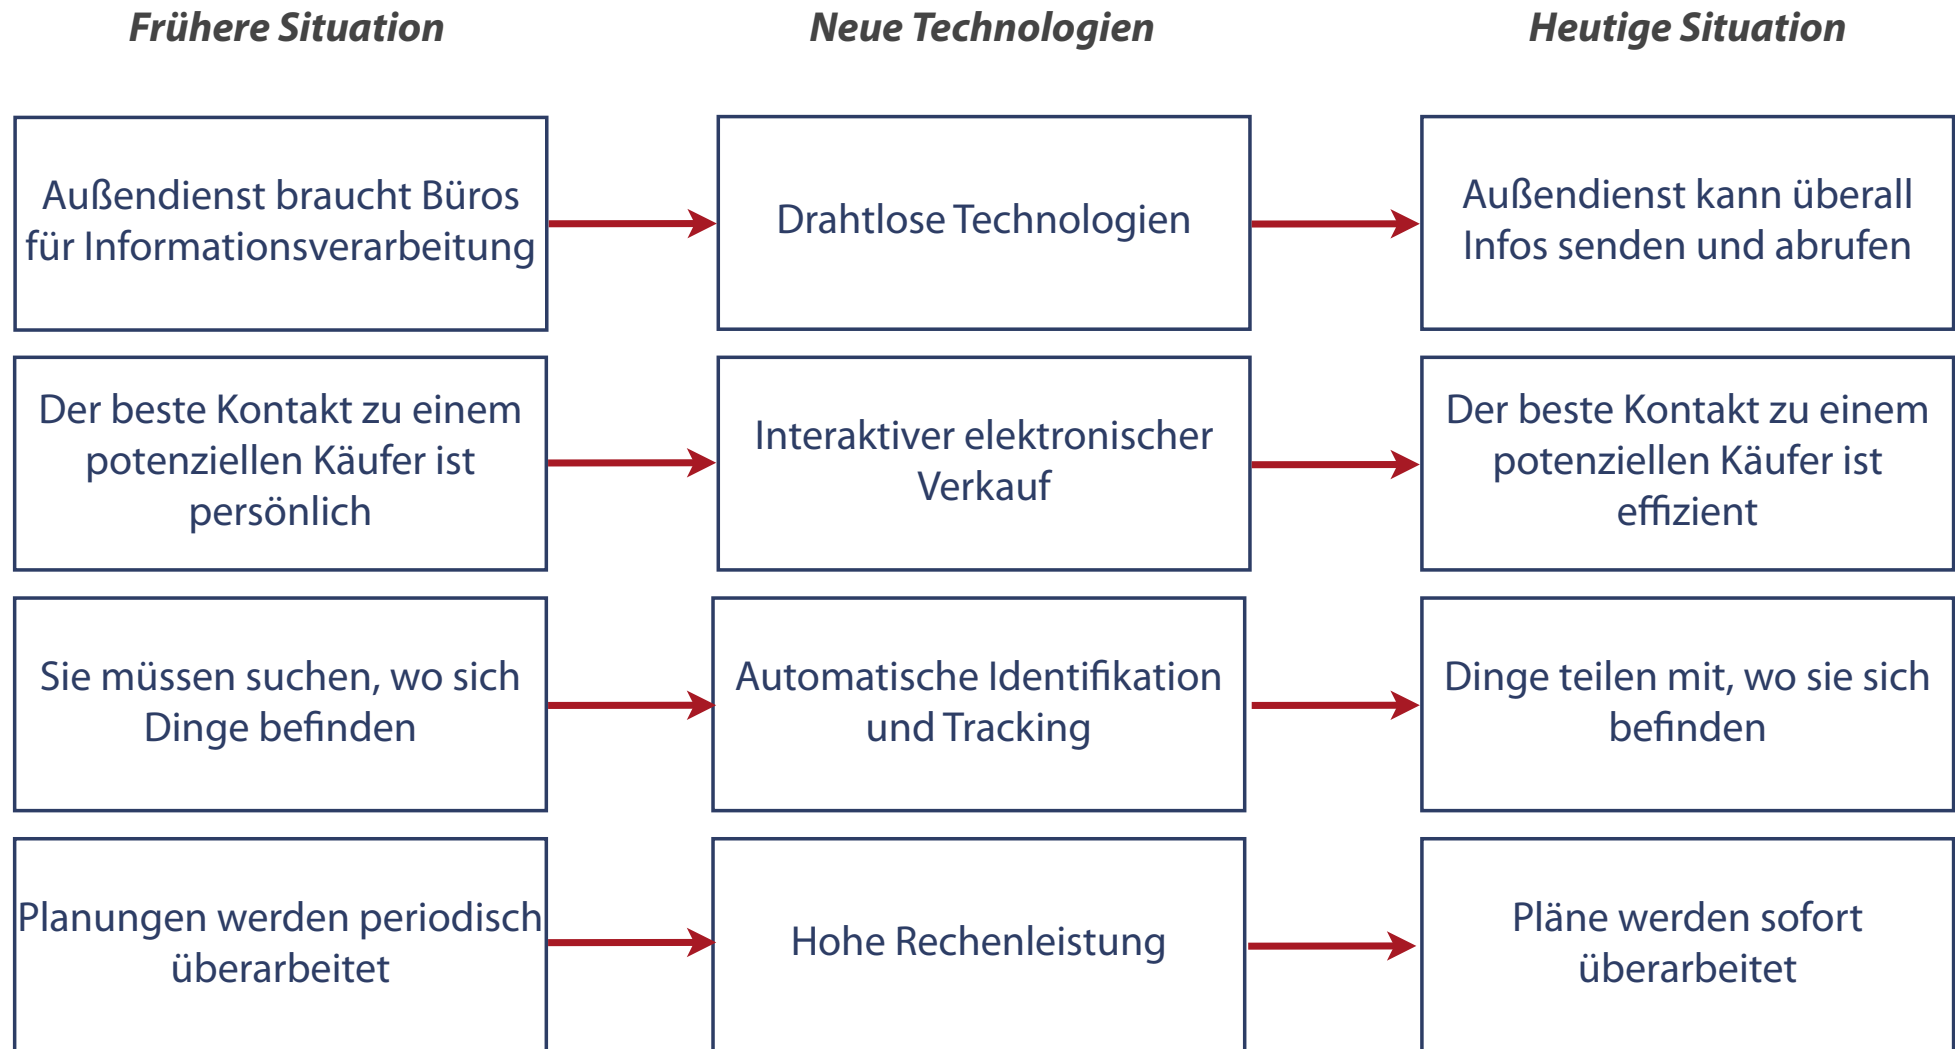 Frühere Situation
Neue Technologien
Heutige Situation
Außendienst braucht Büros
für Informationsverarbeitung
Drahtlose Technologien
Außendienst kann überall
Infos senden und abrufen
Der beste Kontakt zu einem
potenziellen Käufer ist
persönlich
Interaktiver elektronischer
Verkauf
Der beste Kontakt zu einem
potenziellen Käufer ist
effizient
Sie müssen suchen, wo sich
Dinge befinden
Automatische Identifikation
und Tracking
Dinge teilen mit, wo sie sich
befinden
Planungen werden periodisch
überarbeitet
Hohe Rechenleistung
Pläne werden sofort
überarbeitet